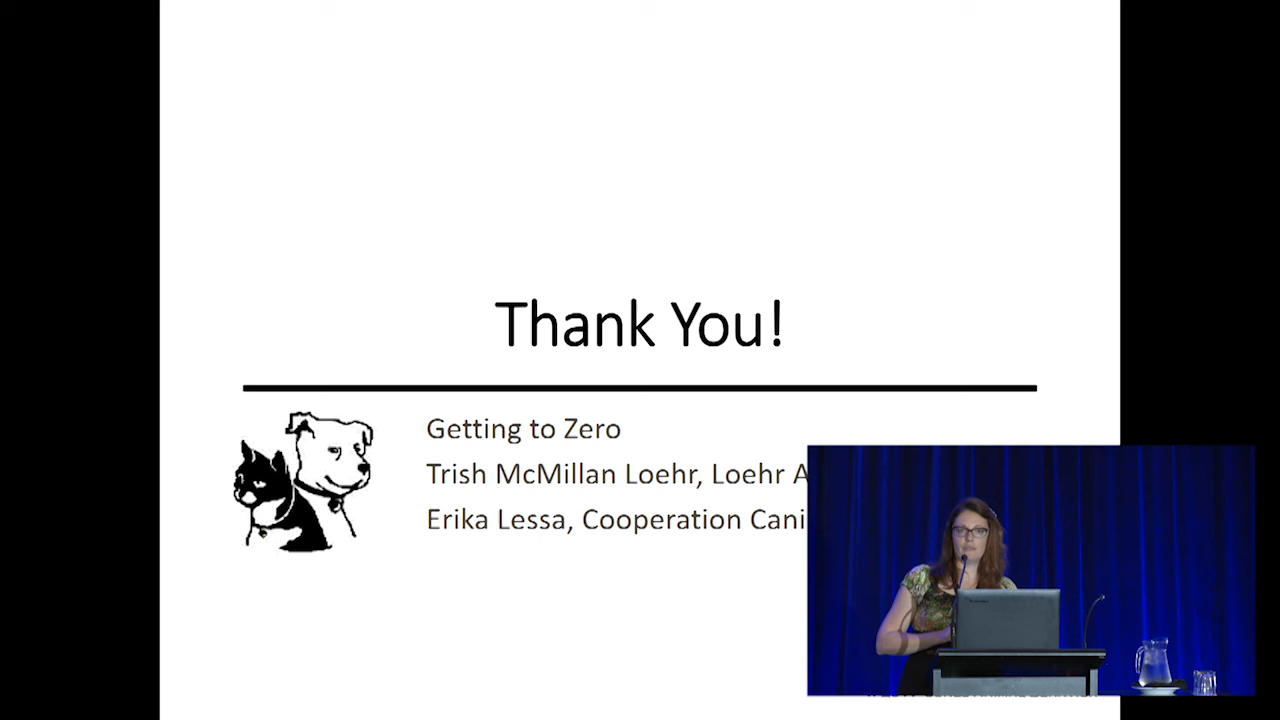 Thank You!
Getting to Zero
Trish McMillan Loehr, Loehr A
Erika Lessa, Cooperation Cani